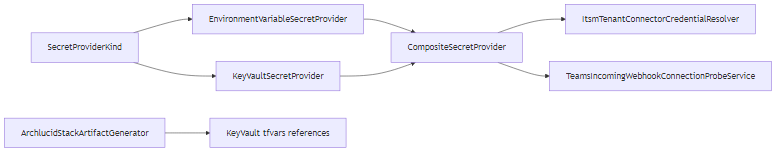 SecretProviderKind
EnvironmentVariableSecretProvider
KeyVaultSecretProvider
CompositeSecretProvider
ItsmTenantConnectorCredentialResolver
TeamsIncomingWebhookConnectionProbeService
ArchlucidStackArtifactGenerator
KeyVault tfvars references